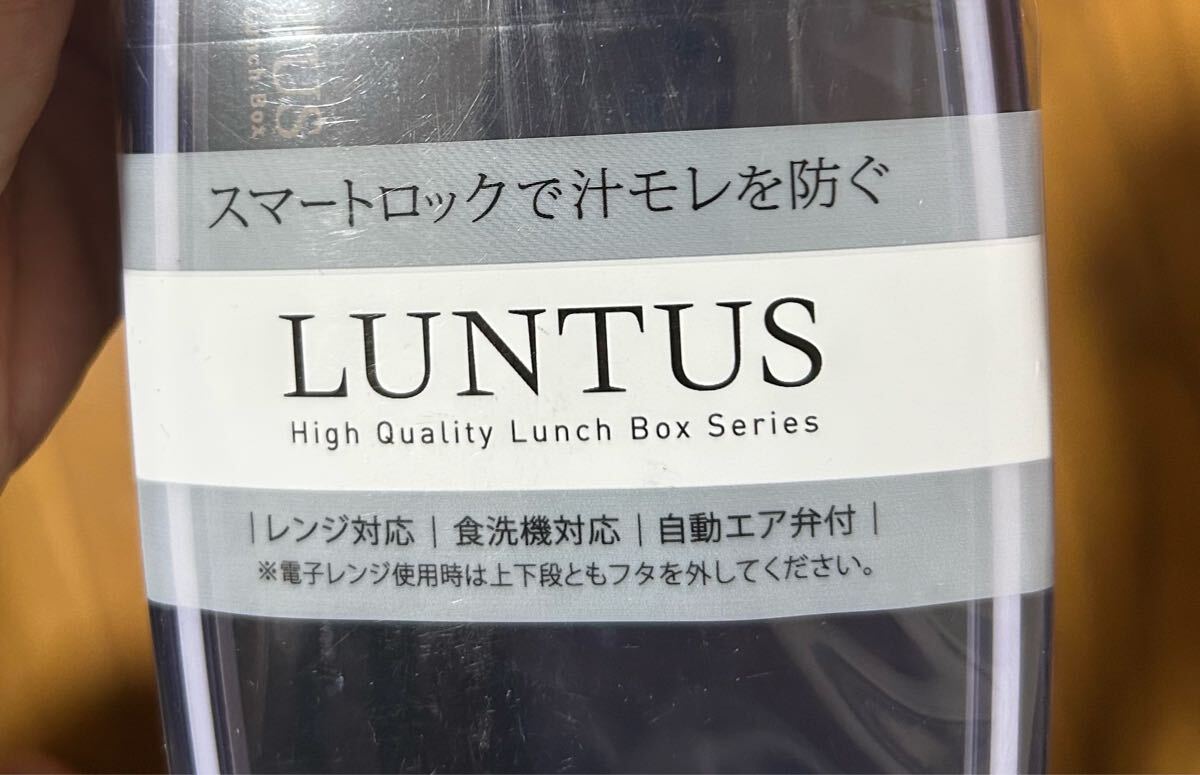 スマートロックで汁モレを防ぐ
LUNTUS
High Quality Lunch Box Series
|レンジ対応|食洗機対応|自動エア弁付|
※電子レンジ使用時は上下段ともフタを外してください。